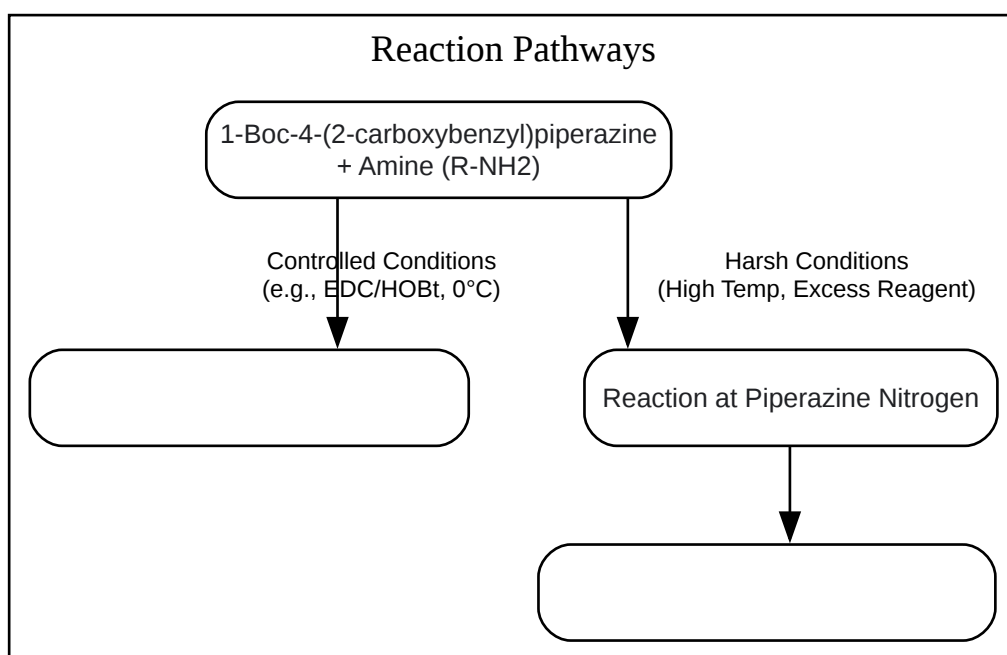 Reaction Pathways
1-Boc-4-(2-carboxybenzyl)piperazine
+ Amine (R-NH2)
Controlled Conditions
(e.g., EDC/HOBt, 0°C)
Harsh Conditions
(High Temp, Excess Reagent)
Reaction at Piperazine Nitrogen